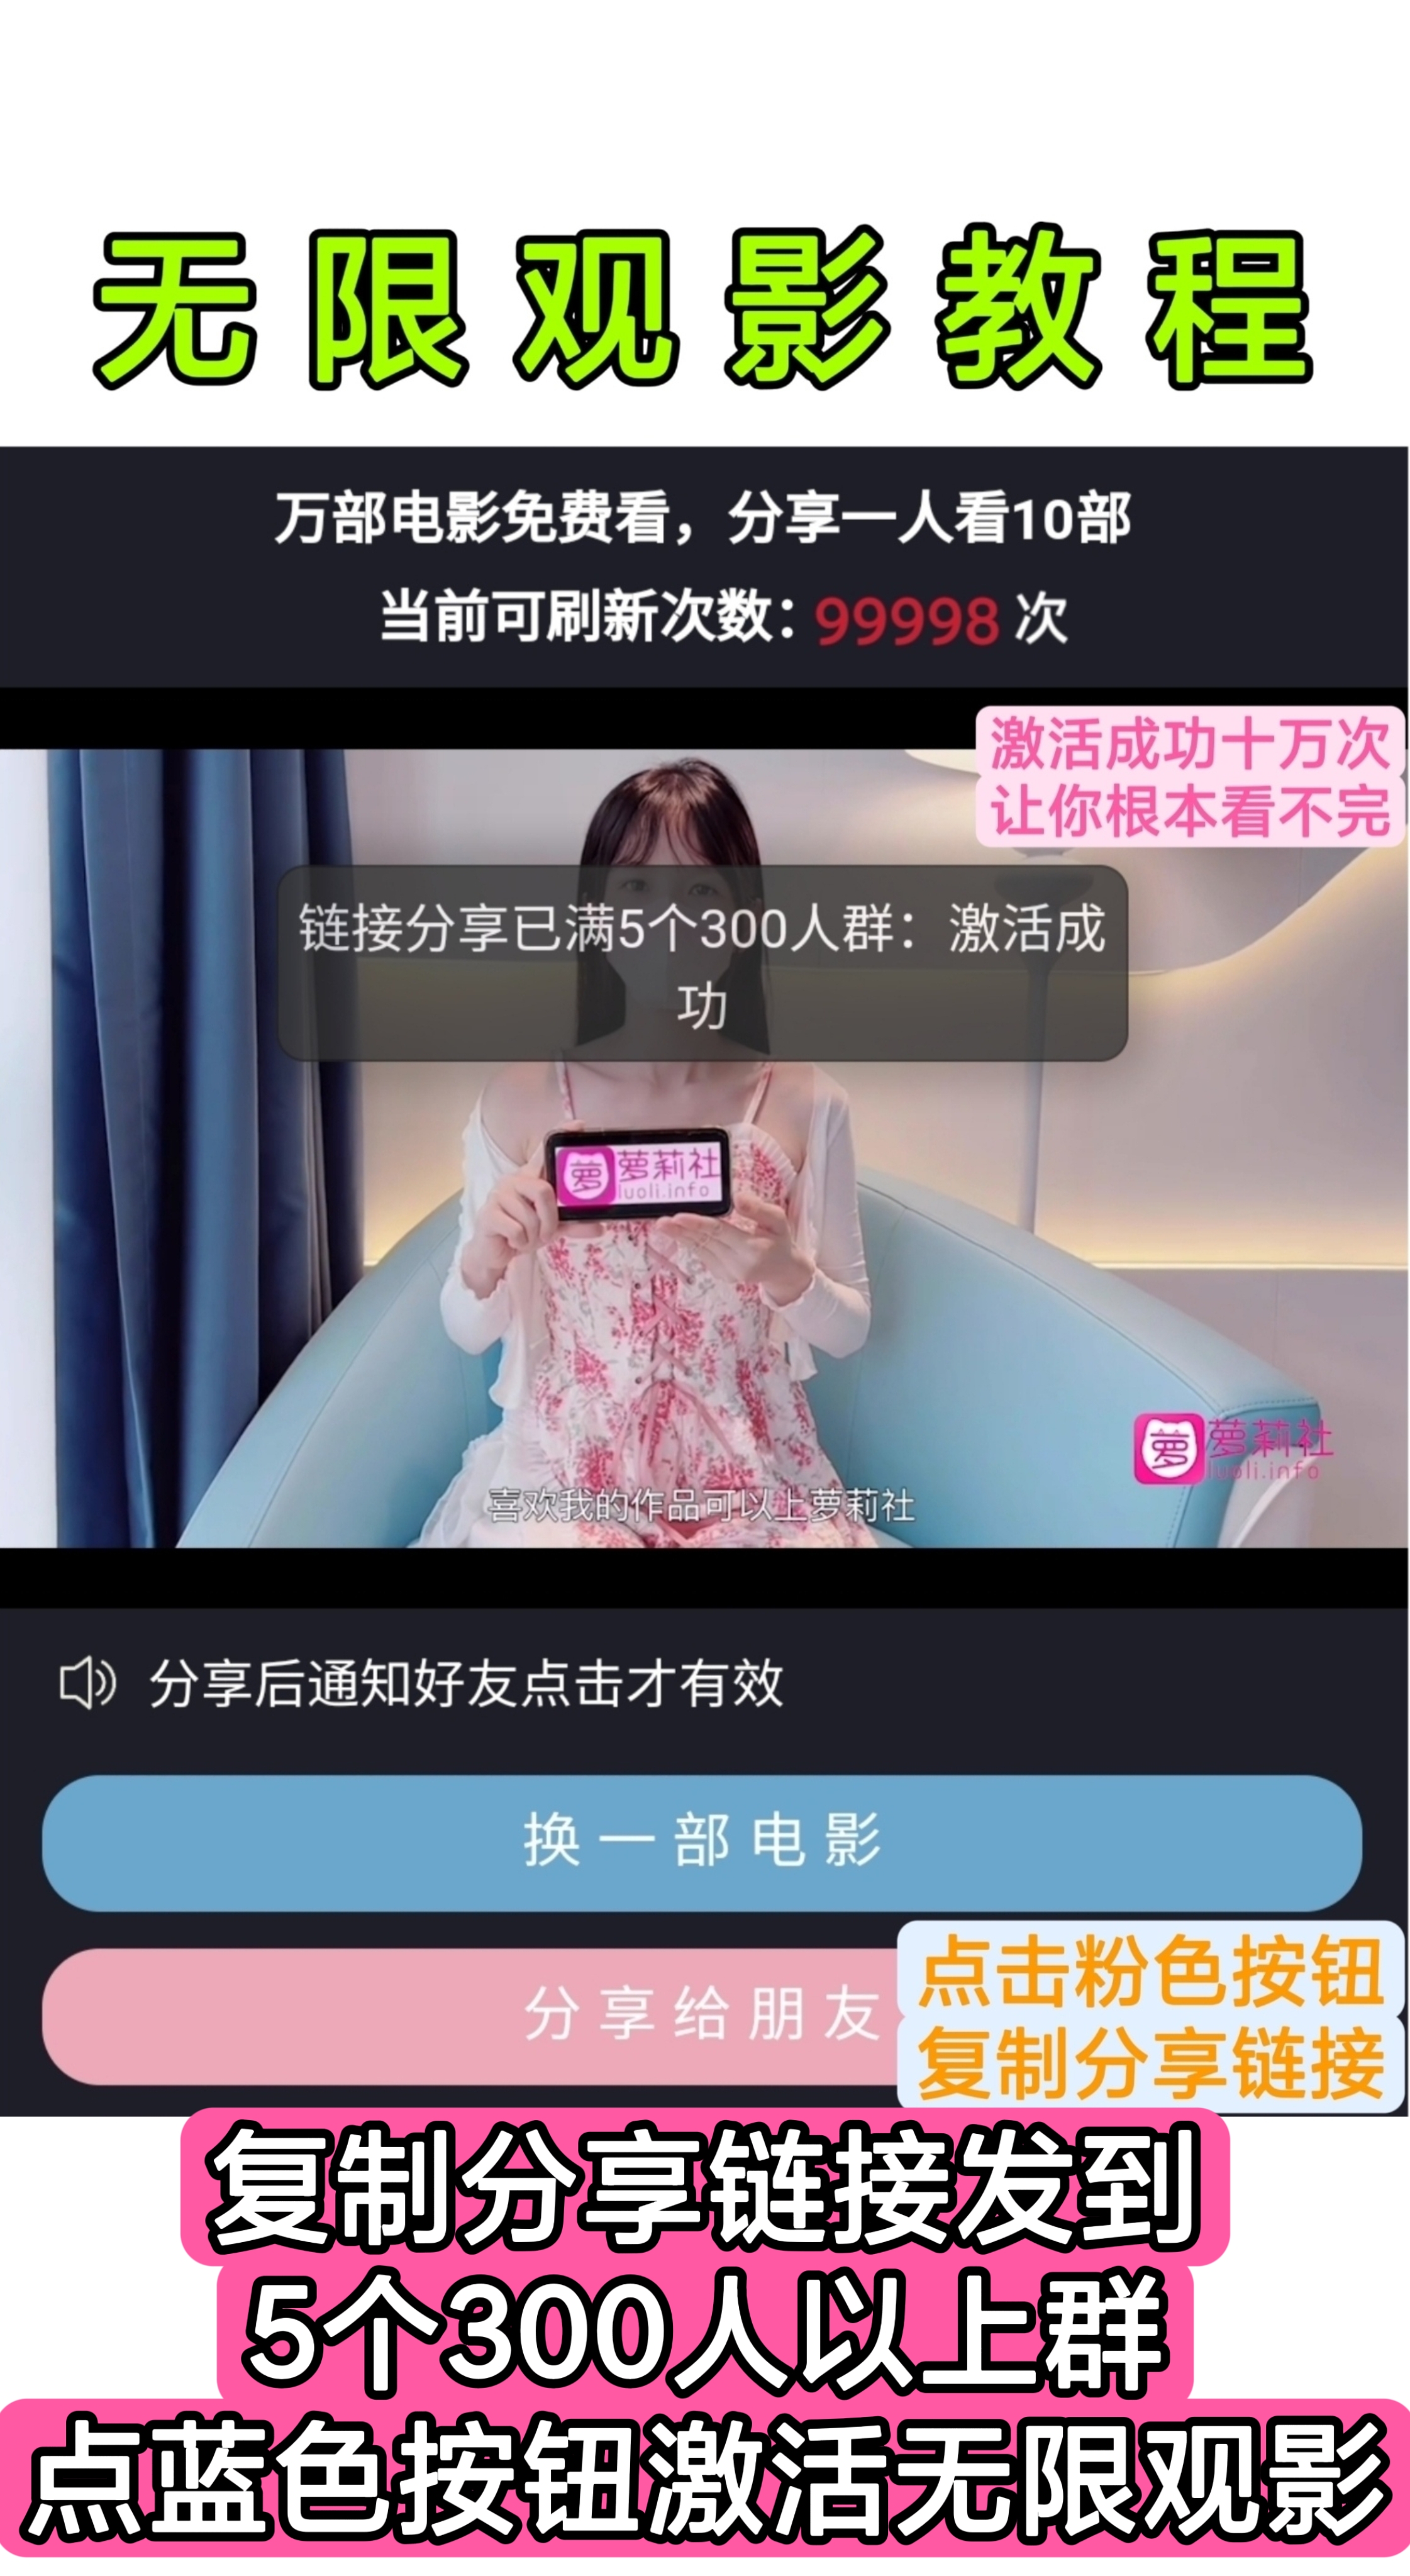 无限观影教程
万部电影免费看，分享一人看10部
当前可刷新次数：99998 次
激活成功十万次
让你根本看不完
链接分享已满5个300人群：激活成
功
萝 萝莉社
luoli.info
萝 萝莉社
luoli.info
喜欢我的作品可以上萝莉社
分享后通知好友点击才有效
换一部电影
分享给朋友
点击粉色按钮
复制分享链接
复制分享链接发到
5个300人以上群
点蓝色按钮激活无限观影